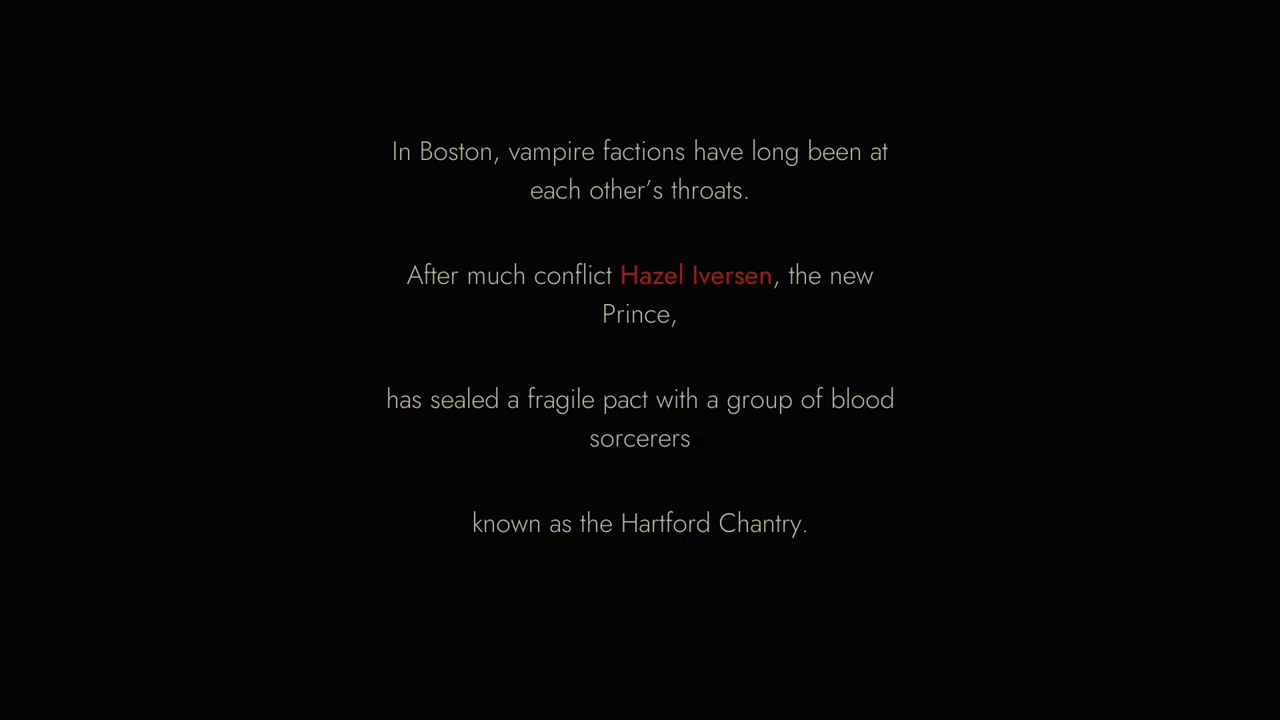 In Boston, vampire factions have long been at
each other’s throats.
After much conflict Hazel Iversen, the new
Prince,
has sealed a fragile pact with a group of blood
sorcerers
known as the Hartford Chantry.